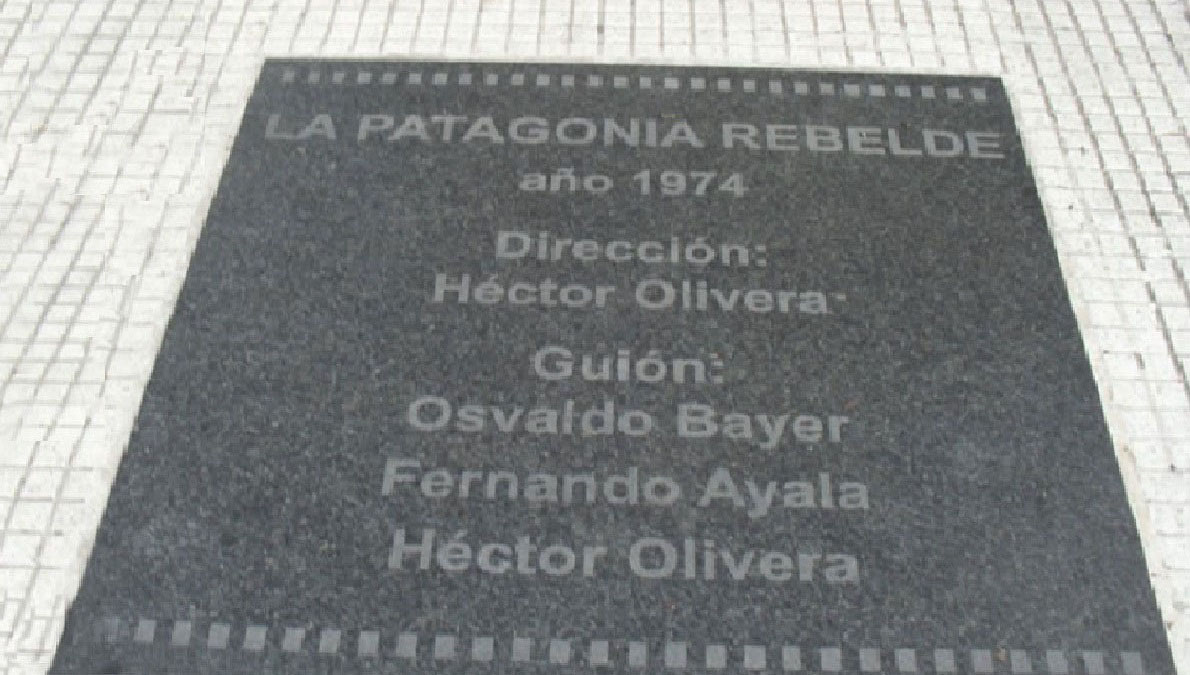 LA PATAGONIA REBELDE
año 1974
Dirección:
Héctor Olivera
Guión:
Osvaldo Bayer
Fernando Ayala
Héctor Olivera